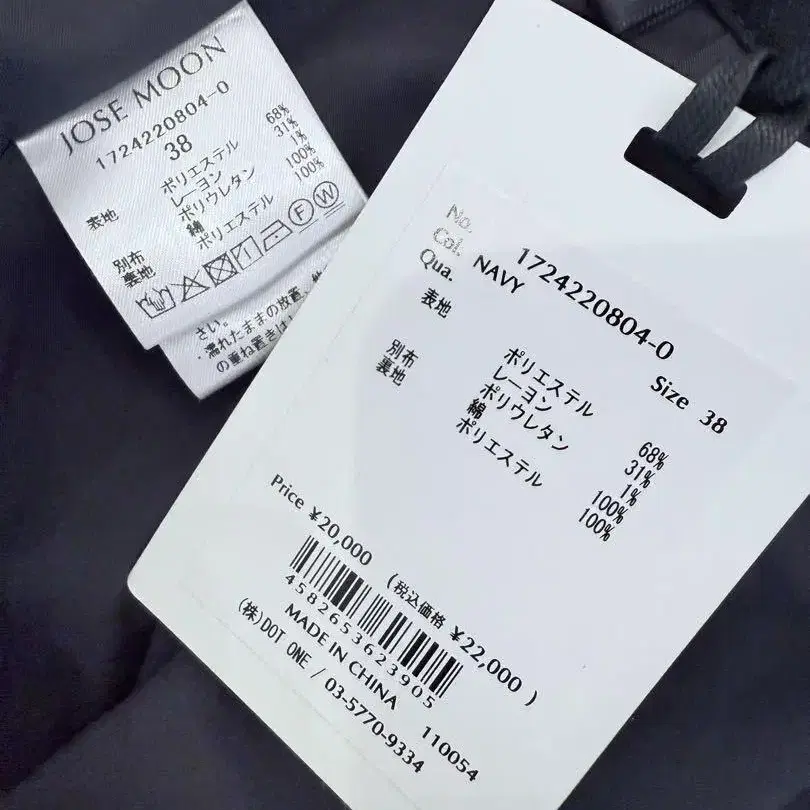 JOSE MOON
1724220804-0
38
表地 ポリエステル 68%
レーヨン 31%
ポリウレタン 1%
別布 綿 100%
裏地 ポリエステル 100%
F W
さい。
・濡れたままの放置、
の重ね置きは
No. 1724220804-0
Col. NAVY Size 38
Qua.
表地 ポリエステル 68%
レーヨン 31%
ポリウレタン 1%
別布 綿 100%
裏地 ポリエステル 100%
Price ¥20,000 (税込価格 ¥22,000 )
4582653623905
MADE IN CHINA 110054
(株)DOT ONE / 03-5770-9334